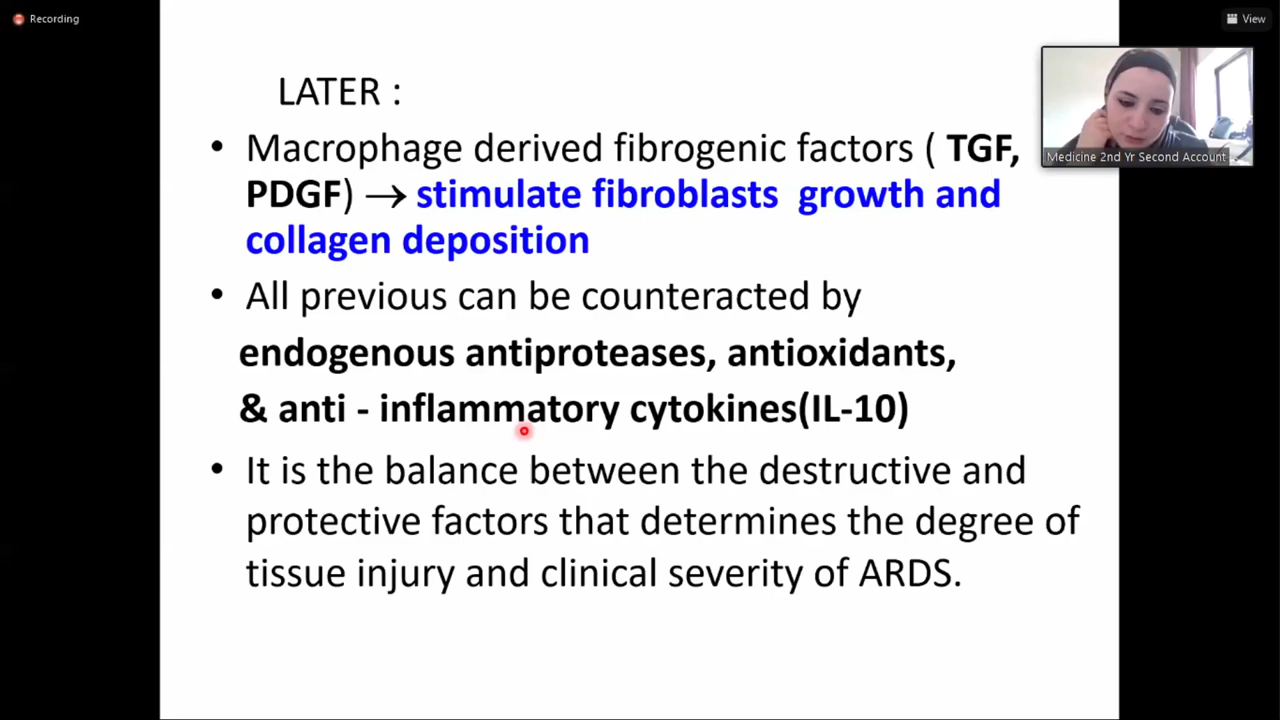 Recording
View
LATER :
• Macrophage derived fibrogenic factors ( TGF,
PDGF) → stimulate fibroblasts growth and
collagen deposition
• All previous can be counteracted by
endogenous antiproteases, antioxidants,
& anti - inflammatory cytokines(IL-10)
• It is the balance between the destructive and
protective factors that determines the degree of
tissue injury and clinical severity of ARDS.
Medicine 2nd Yr Second Account